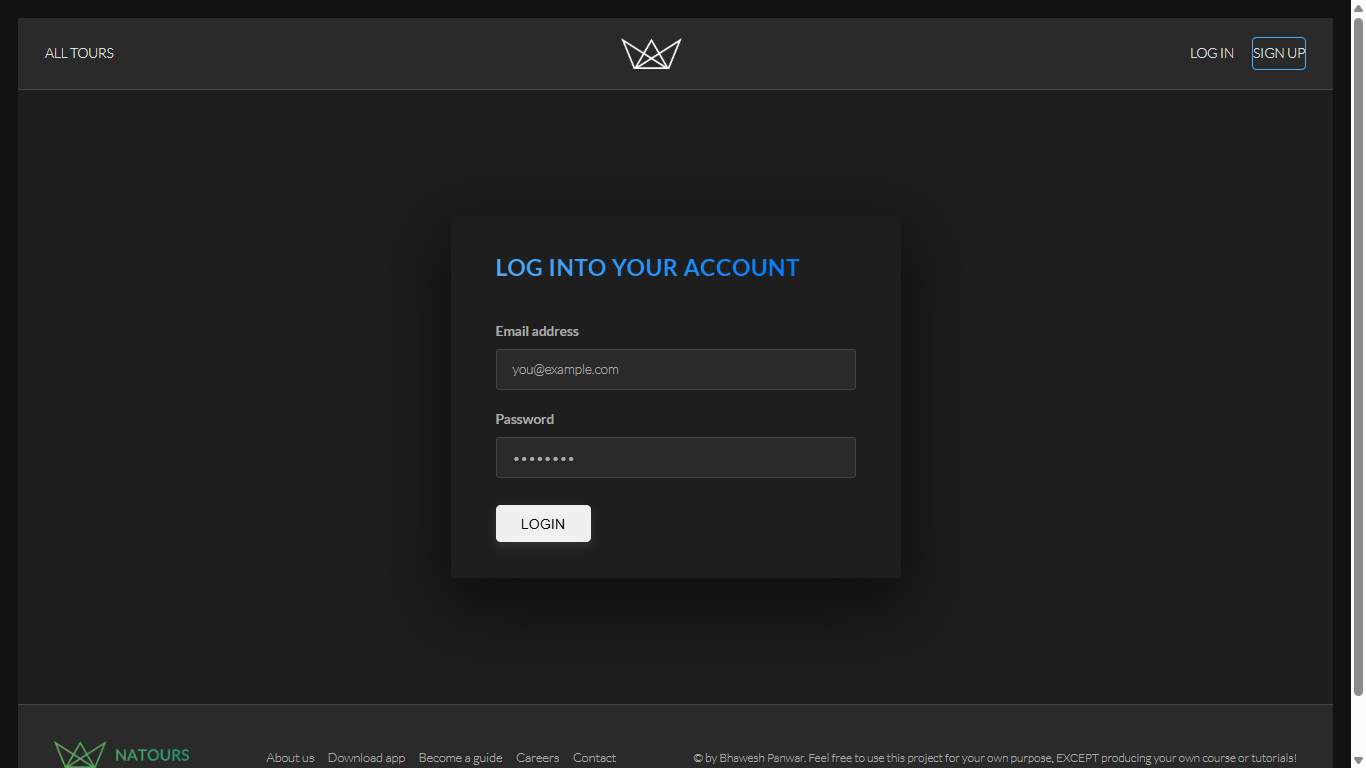 ALL TOURS
LOG IN
SIGN UP
LOG INTO YOUR ACCOUNT
Email address
you@example.com
Password
••••••••
LOGIN
NATOURS
About us
Download app
Become a guide
Careers
Contact
© by Bhawesh Panwar. Feel free to use this project for your own purpose, EXCEPT producing your own course or tutorials!